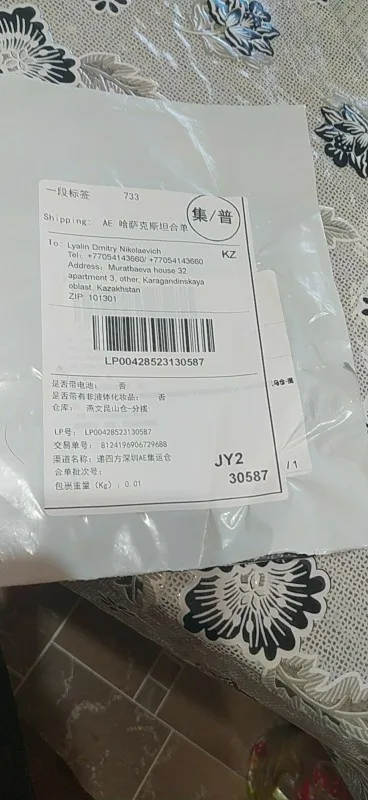 一段标签 733
集/普
Shipping: AE 哈萨克斯坦合单
To: Lyalin Dmitry Nikolaevich
KZ
Tel: +77054143660/ +77054143660
Address: Muratbaeva house 32
apartment 3, other, Karagandinskaya
oblast, Kazakhstan
ZIP: 101301
LP00428523130587
是否带电池: 否
是否带有非液体化妆品: 否
仓库: 燕文昆山仓-分拨
LP号: LP00428523130587
交易单号: 8124196906729688
渠道名称: 递四方深圳AE集运仓
合单批次号:
包裹重量(Kg): 0.01
JY2
30587
/1